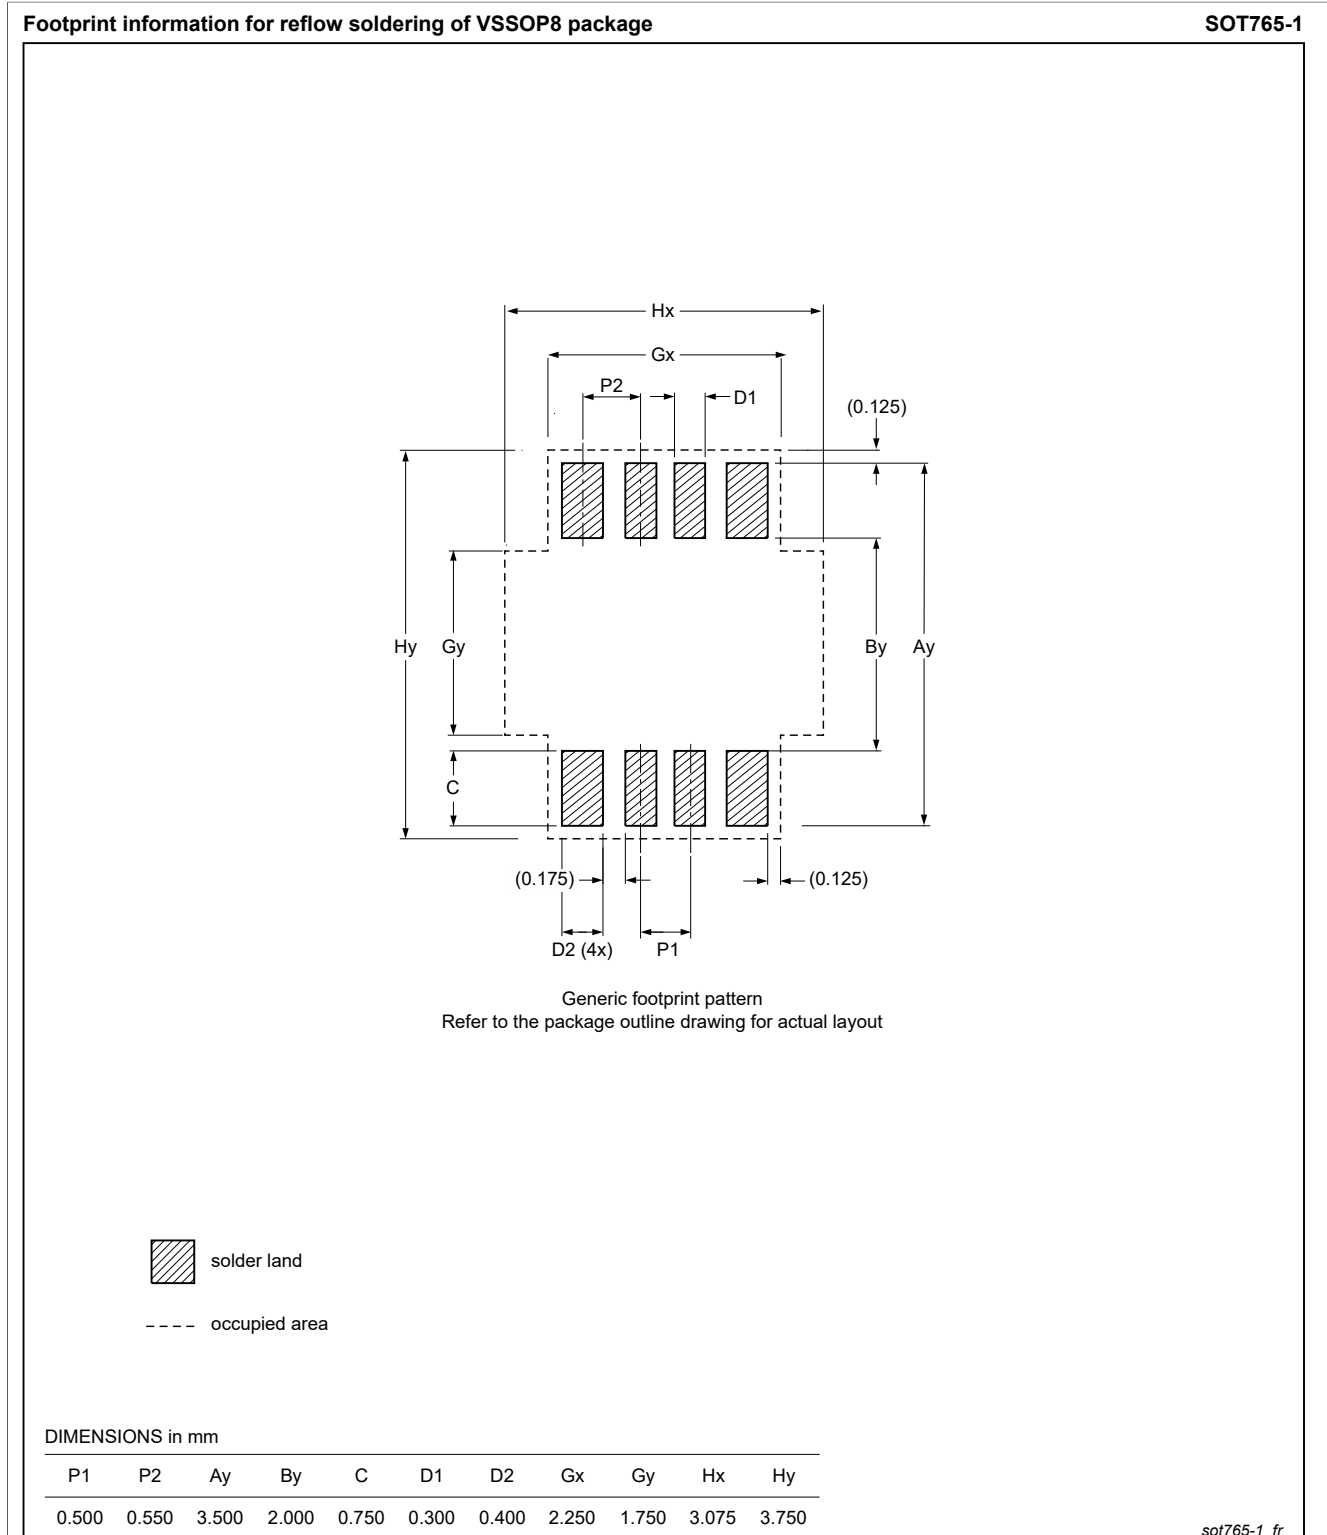 Footprint information for reflow soldering of VSSOP8 package SOT765-1
Hx
Gx
P2
D1
(0.125)
Hy
Gy
By
Ay
C
(0.175)
(0.125)
D2 (4x)
P1
Generic footprint pattern
Refer to the package outline drawing for actual layout
solder land
occupied area
DIMENSIONS in mm
P1 P2 Ay By C D1 D2 Gx Gy Hx Hy
0.500 0.550 3.500 2.000 0.750 0.300 0.400 2.250 1.750 3.075 3.750
sot765-1_fr